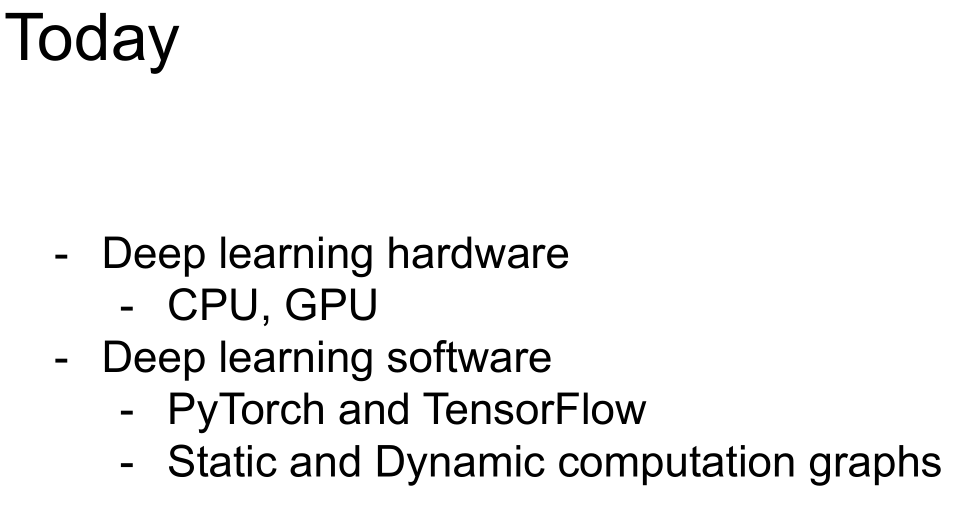 Today
- Deep learning hardware
- CPU, GPU
- Deep learning software
- PyTorch and TensorFlow
- Static and Dynamic computation graphs